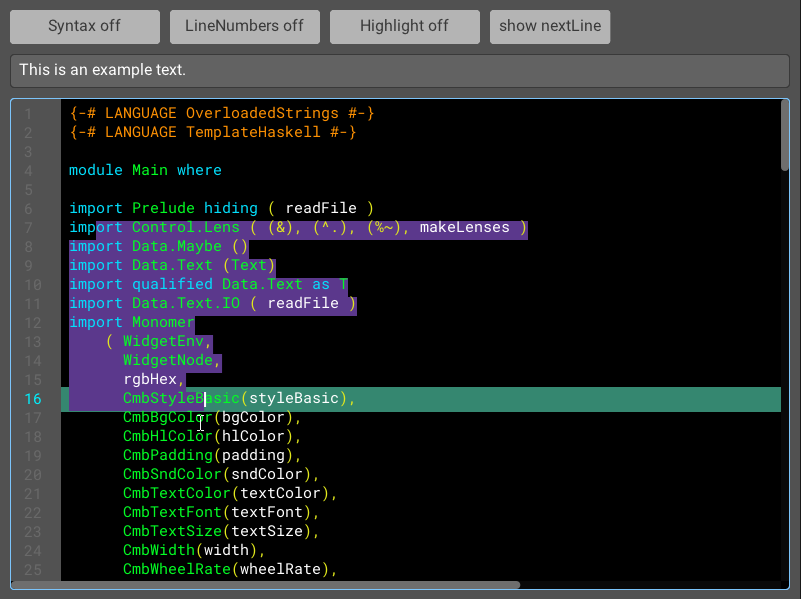 Syntax off LineNumbers off Highlight off show nextLine
This is an example text.
1 {-# LANGUAGE OverloadedStrings #-}
2 {-# LANGUAGE TemplateHaskell #-}
3
4 module Main where
5
6 import Prelude hiding ( readFile )
7 import Control.Lens ( (&), (^.), (%~), makeLenses )
8 import Data.Maybe ()
9 import Data.Text (Text)
10 import qualified Data.Text as T
11 import Data.Text.IO ( readFile )
12 import Monomer
13     ( WidgetEnv,
14       WidgetNode,
15       rgbHex,
16       CmbStyleBasic(styleBasic),
17       CmbBgColor(bgColor),
18       CmbHlColor(hlColor),
19       CmbPadding(padding),
20       CmbSndColor(sndColor),
21       CmbTextColor(textColor),
22       CmbTextFont(textFont),
23       CmbTextSize(textSize),
24       CmbWidth(width),
25       CmbWheelRate(wheelRate),